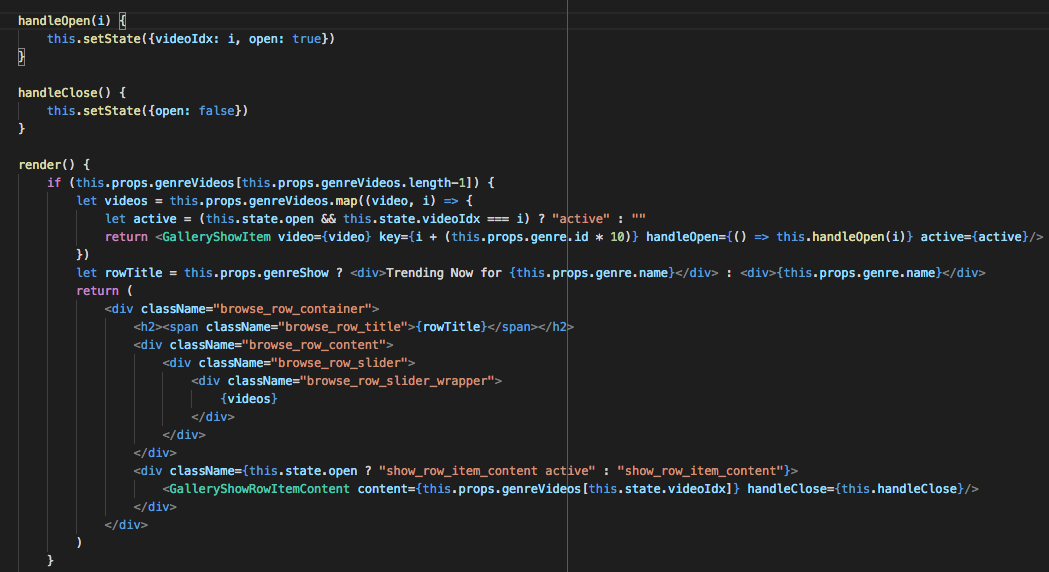 handleOpen(i) {
this.setState({videoIdx: i, open: true})
}
handleClose() {
this.setState({open: false})
}
render() {
if (this.props.genreVideos[this.props.genreVideos.length-1]) {
let videos = this.props.genreVideos.map((video, i) => {
let active = (this.state.open && this.state.videoIdx === i) ? "active" : ""
return <GalleryShowItem video={video} key={i + (this.props.genre.id * 10)} handleOpen={() => this.handleOpen(i)} active={active}/>
})
let rowTitle = this.props.genreShow ? <div>Trending Now for {this.props.genre.name}</div> : <div>{this.props.genre.name}</div>
return (
<div className="browse_row_container">
<h2><span className="browse_row_title">{rowTitle}</span></h2>
<div className="browse_row_content">
<div className="browse_row_slider">
<div className="browse_row_slider_wrapper">
{videos}
</div>
</div>
</div>
<div className={this.state.open ? "show_row_item_content active" : "show_row_item_content"}>
<GalleryShowRowItemContent content={this.props.genreVideos[this.state.videoIdx]} handleClose={this.handleClose}/>
</div>
</div>
)
}